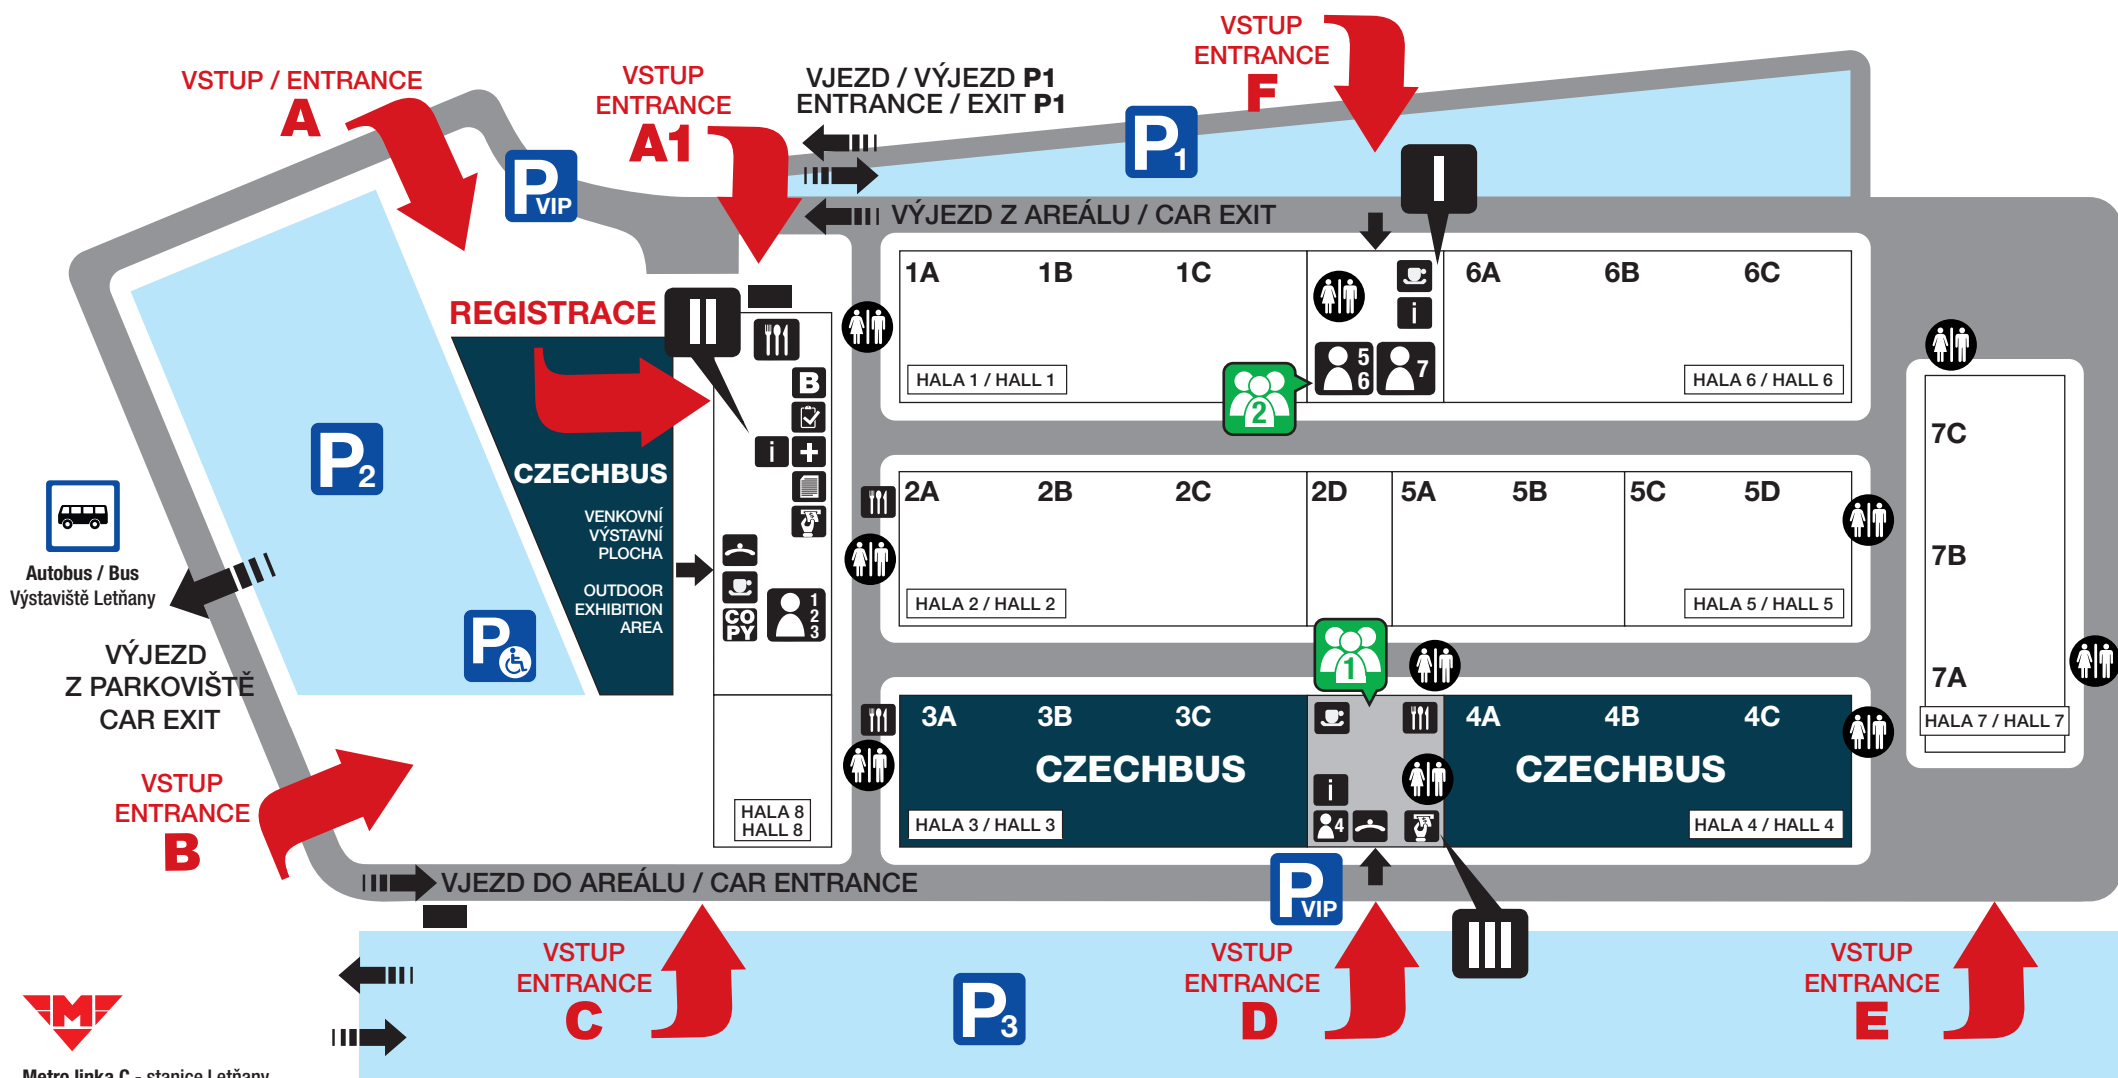 VSTUP / ENTRANCE
A
VSTUP
ENTRANCE
A1
VJEZD / VÝJEZD P1
ENTRANCE / EXIT P1
VSTUP
ENTRANCE
F
P1
P VIP
VÝJEZD Z AREÁLU / CAR EXIT
I
1A 1B 1C
6A 6B 6C
i
5
6
7
HALA 1 / HALL 1
HALA 6 / HALL 6
2
REGISTRACE
II
B
i
P2
CZECHBUS
VENKOVNÍ
VÝSTAVNÍ
PLOCHA
OUTDOOR
EXHIBITION
AREA
CO
PY
1
2
3
P
HALA 8
HALL 8
Autobus / Bus
Výstaviště Letňany
VÝJEZD
Z PARKOVIŠTĚ
CAR EXIT
2A 2B 2C 2D 5A 5B 5C 5D
HALA 2 / HALL 2
HALA 5 / HALL 5
7C
7B
7A
HALA 7 / HALL 7
1
3A 3B 3C
CZECHBUS
HALA 3 / HALL 3
i
4
4A 4B 4C
CZECHBUS
HALA 4 / HALL 4
VSTUP
ENTRANCE
B
VJEZD DO AREÁLU / CAR ENTRANCE
P VIP
III
VSTUP
ENTRANCE
C
P3
VSTUP
ENTRANCE
D
VSTUP
ENTRANCE
E
M
Metro linka C - stanice Letňany